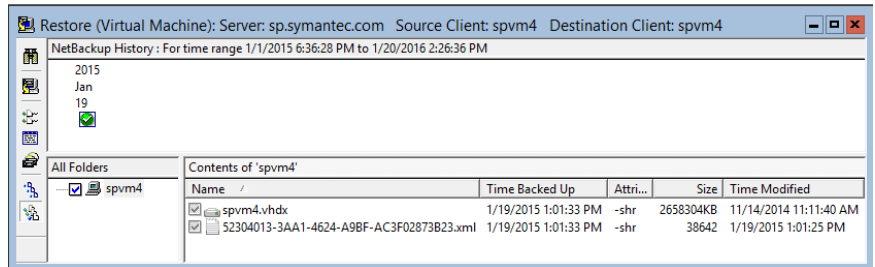 Restore (Virtual Machine): Server: sp.symantec.com Source Client: spvm4 Destination Client: spvm4
NetBackup History : For time range 1/1/2015 6:36:28 PM to 1/20/2016 2:26:36 PM
2015
Jan
19
All Folders
Contents of 'spvm4'
spvm4
Name / Time Backed Up Attri... Size Time Modified
spvm4.vhdx 1/19/2015 1:01:33 PM -shr 2658304KB 11/14/2014 11:11:40 AM
52304013-3AA1-4624-A9BF-AC3F02873B23.xml 1/19/2015 1:01:33 PM -shr 38642 1/19/2015 1:01:25 PM